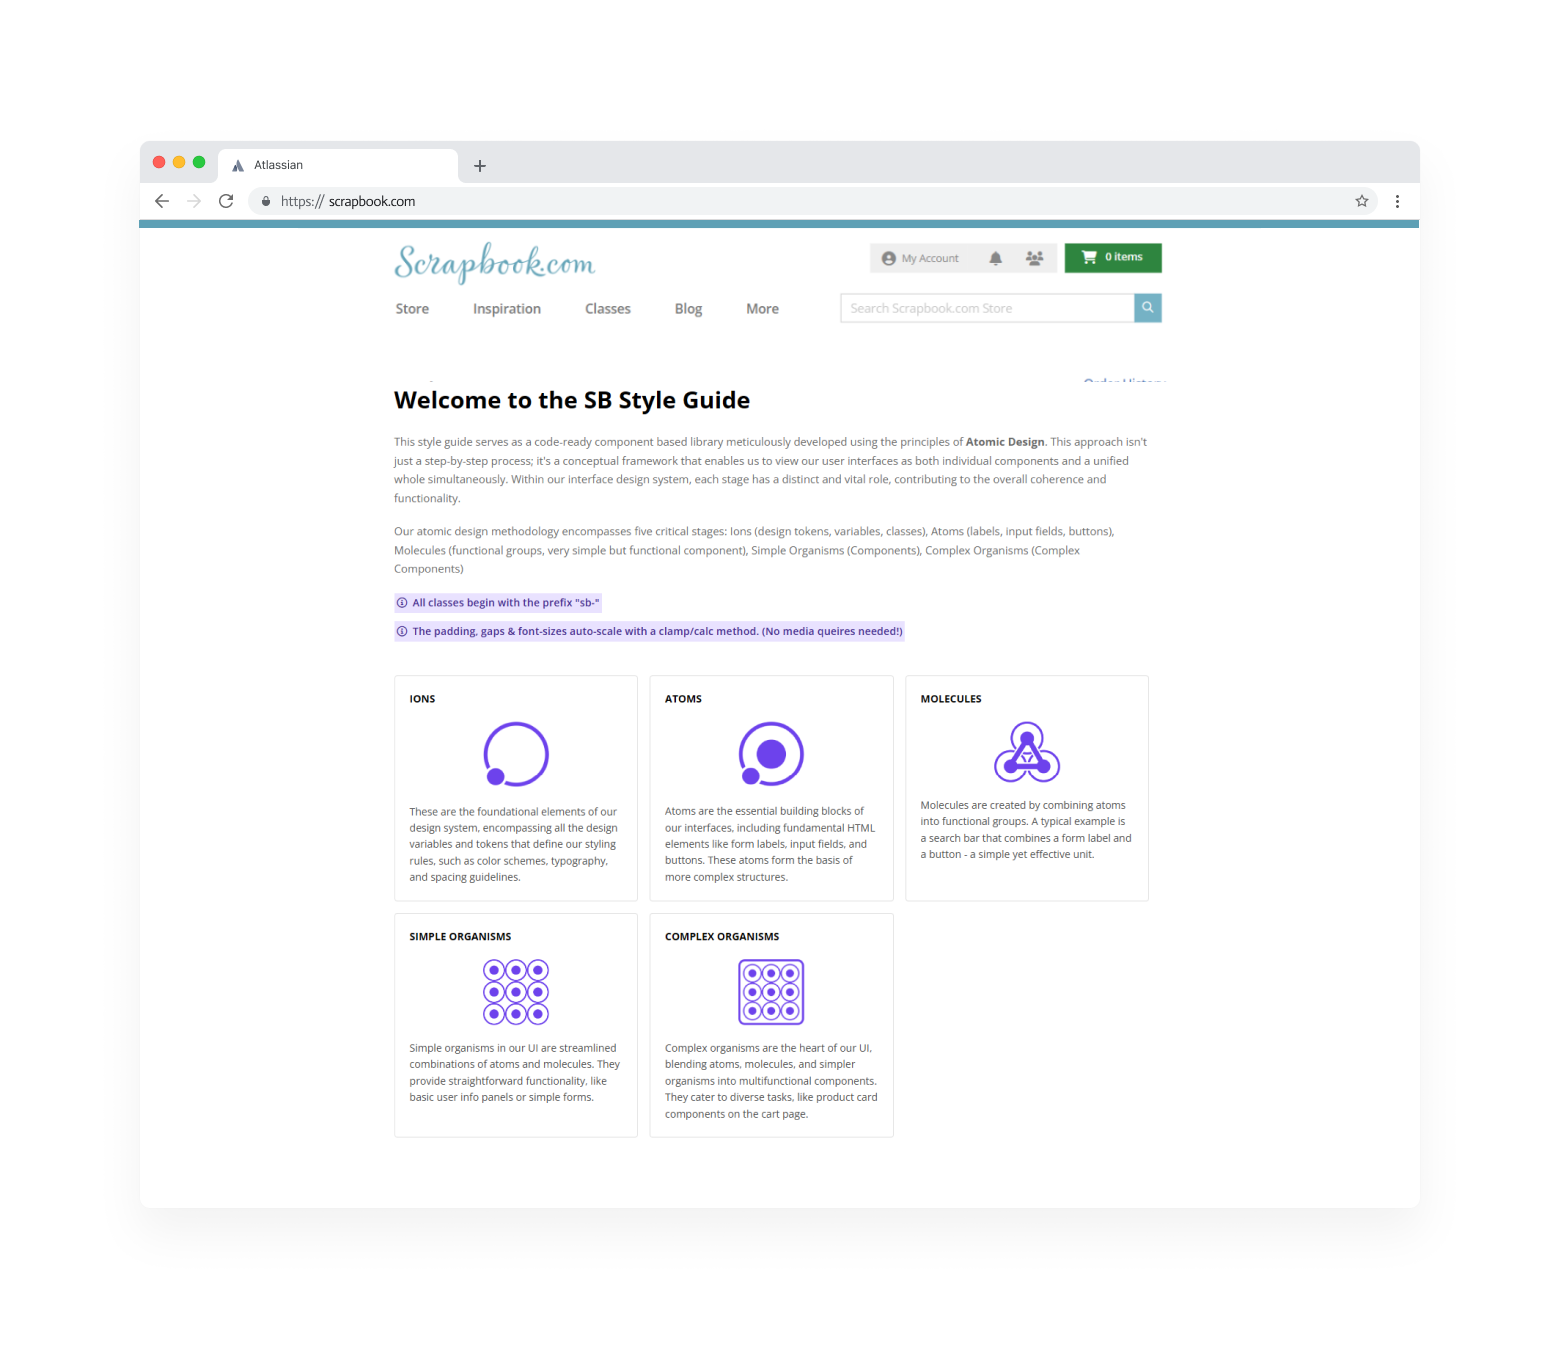 Atlassian
https:// scrapbook.com
Scrapbook.com
My Account
0 items
Store Inspiration Classes Blog More
Search Scrapbook.com Store
Welcome to the SB Style Guide
This style guide serves as a code-ready component based library meticulously developed using the principles of Atomic Design. This approach isn't
just a step-by-step process; it's a conceptual framework that enables us to view our user interfaces as both individual components and a unified
whole simultaneously. Within our interface design system, each stage has a distinct and vital role, contributing to the overall coherence and
functionality.
Our atomic design methodology encompasses five critical stages: Ions (design tokens, variables, classes), Atoms (labels, input fields, buttons),
Molecules (functional groups, very simple but functional component), Simple Organisms (Components), Complex Organisms (Complex
Components)
All classes begin with the prefix "sb-"
The padding, gaps & font-sizes auto-scale with a clamp/calc method. (No media queires needed!)
IONS
These are the foundational elements of our
design system, encompassing all the design
variables and tokens that define our styling
rules, such as color schemes, typography,
and spacing guidelines.
ATOMS
Atoms are the essential building blocks of
our interfaces, including fundamental HTML
elements like form labels, input fields, and
buttons. These atoms form the basis of
more complex structures.
MOLECULES
Molecules are created by combining atoms
into functional groups. A typical example is
a search bar that combines a form label and
a button - a simple yet effective unit.
SIMPLE ORGANISMS
Simple organisms in our UI are streamlined
combinations of atoms and molecules. They
provide straightforward functionality, like
basic user info panels or simple forms.
COMPLEX ORGANISMS
Complex organisms are the heart of our UI,
blending atoms, molecules, and simpler
organisms into multifunctional components.
They cater to diverse tasks, like product card
components on the cart page.